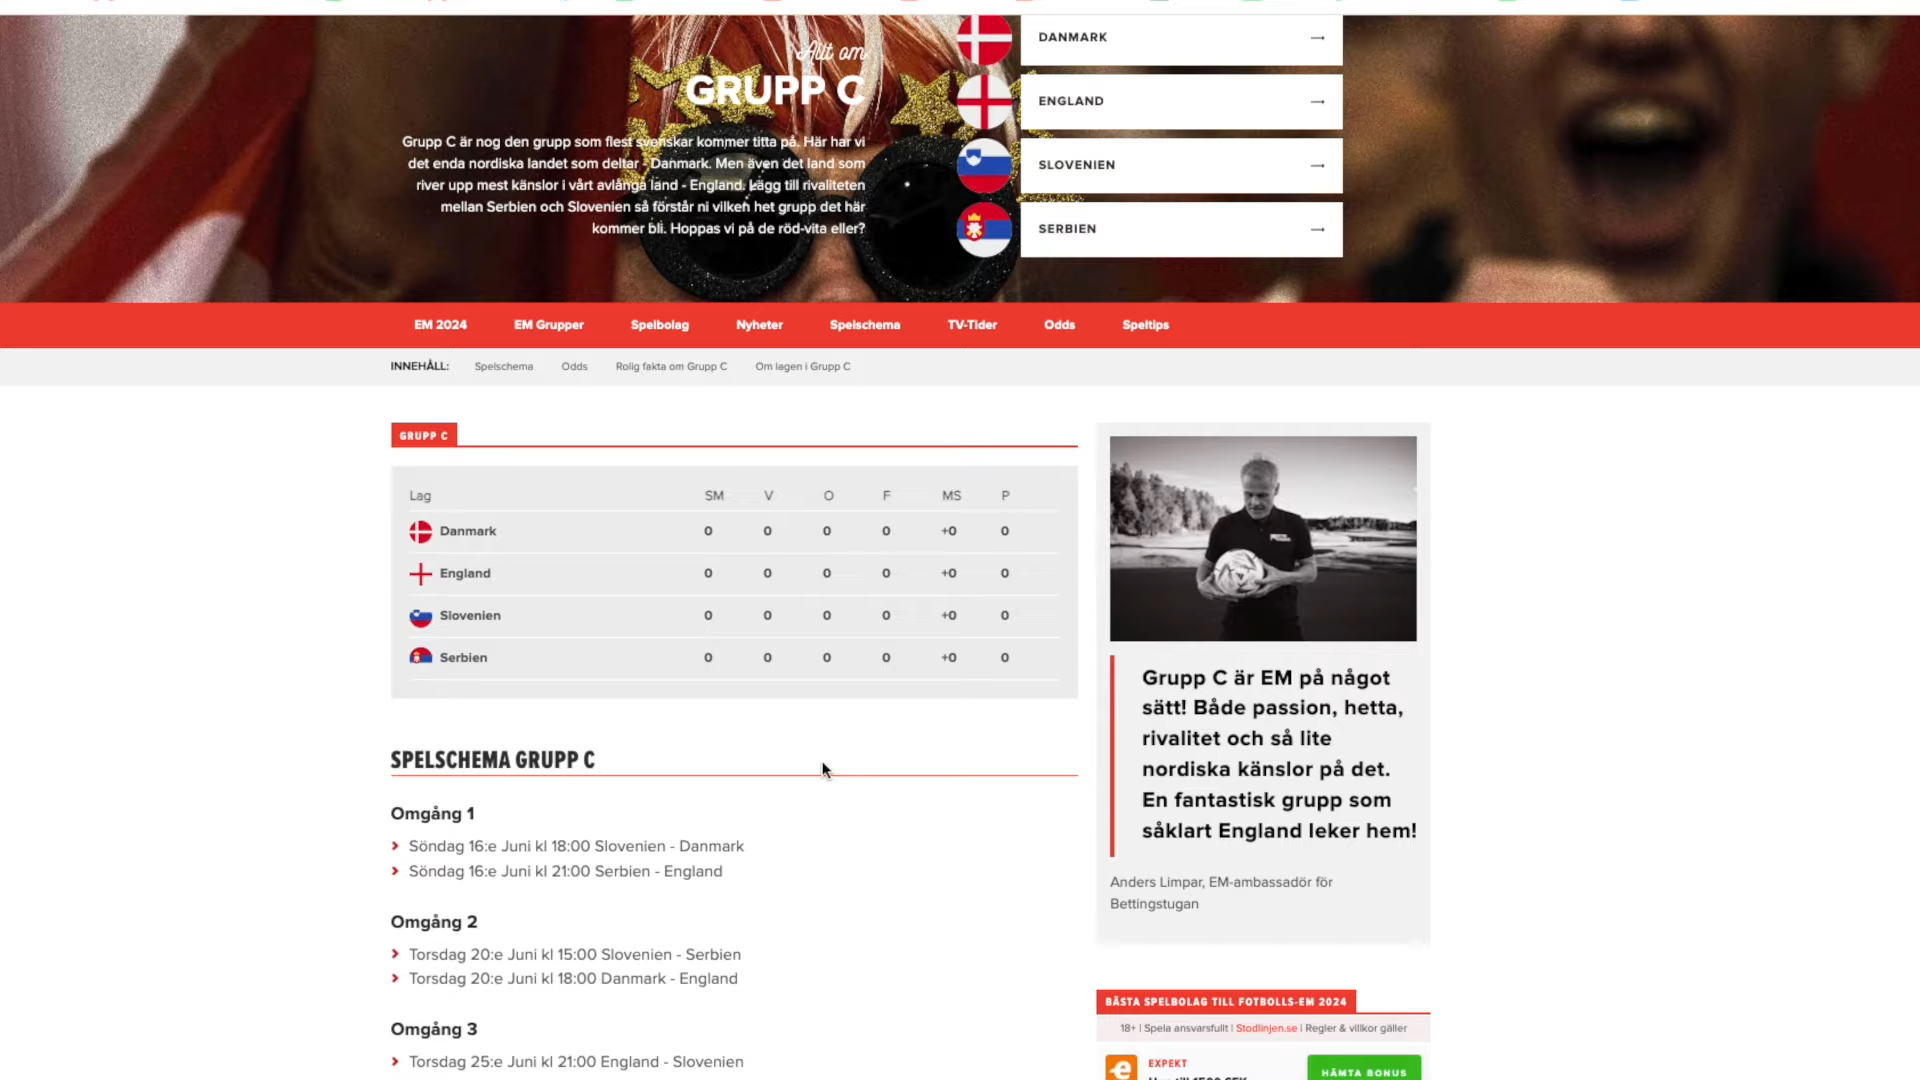 Allt om
GRUPP C
Grupp C är nog den grupp som flest svenskar kommer titta på. Här har vi
det enda nordiska landet som deltar - Danmark. Men även det land som
river upp mest känslor i vårt avlånga land - England. Lägg till rivaliteten
mellan Serbien och Slovenien så förstår ni vilken het grupp det här
kommer bli. Hoppas vi på de röd-vita eller?
DANMARK →
ENGLAND →
SLOVENIEN →
SERBIEN →
EM 2024 EM Grupper Spelbolag Nyheter Spelschema TV-Tider Odds Speltips
INNEHÅLL: Spelschema Odds Rolig fakta om Grupp C Om lagen i Grupp C
GRUPP C
Lag SM V O F MS P
Danmark 0 0 0 0 +0 0
England 0 0 0 0 +0 0
Slovenien 0 0 0 0 +0 0
Serbien 0 0 0 0 +0 0
SPELSCHEMA GRUPP C
Omgång 1
Söndag 16:e Juni kl 18:00 Slovenien - Danmark
Söndag 16:e Juni kl 21:00 Serbien - England
Omgång 2
Torsdag 20:e Juni kl 15:00 Slovenien - Serbien
Torsdag 20:e Juni kl 18:00 Danmark - England
Omgång 3
Torsdag 25:e Juni kl 21:00 England - Slovenien
Grupp C är EM på något
sätt! Både passion, hetta,
rivalitet och så lite
nordiska känslor på det.
En fantastisk grupp som
såklart England leker hem!
Anders Limpar, EM-ambassadör för
Bettingstugan
BÄSTA SPELBOLAG TILL FOTBOLLS-EM 2024
18+ | Spela ansvarsfullt | Stodlinjen.se | Regler & villkor gäller
EXPEKT
HÄMTA BONUS